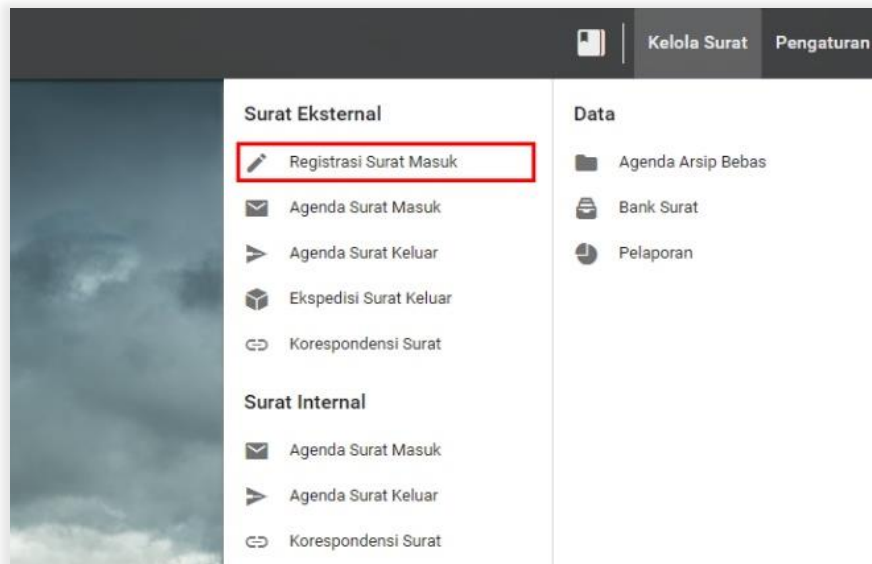 Kelola Surat
Pengaturan
Surat Eksternal
Registrasi Surat Masuk
Agenda Surat Masuk
Agenda Surat Keluar
Ekspedisi Surat Keluar
Korespondensi Surat
Surat Internal
Agenda Surat Masuk
Agenda Surat Keluar
Korespondensi Surat
Data
Agenda Arsip Bebas
Bank Surat
Pelaporan